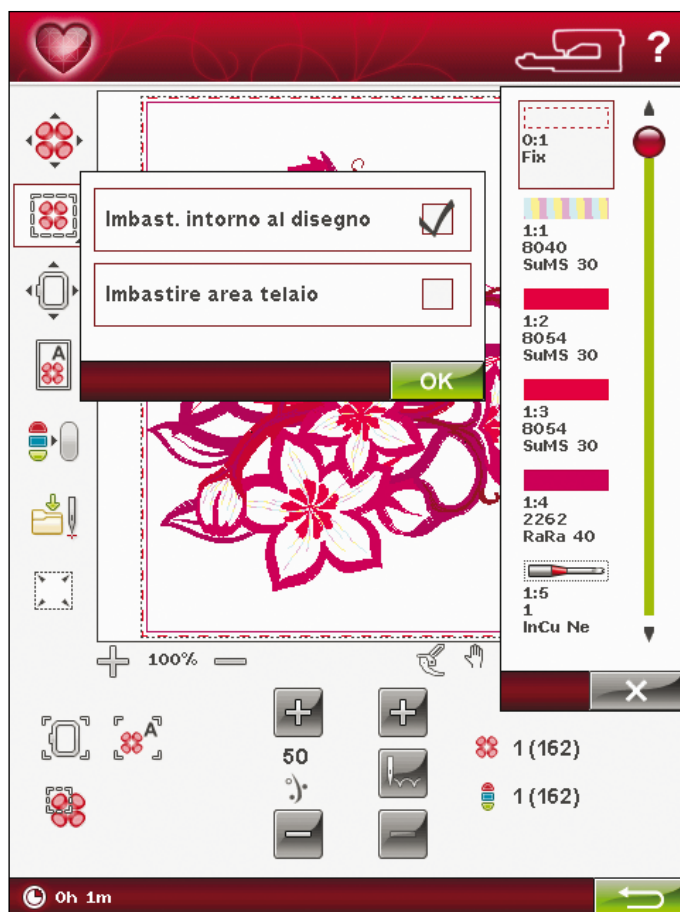 ?
Imbast. intorno al disegno
Imbastire area telaio
OK
0:1
Fix
1:1
8040
SuMS 30
1:2
8054
SuMS 30
1:3
8054
SuMS 30
1:4
2262
RaRa 40
1:5
1
InCu Ne
A
100%
A
50
1 (162)
1 (162)
0h 1m